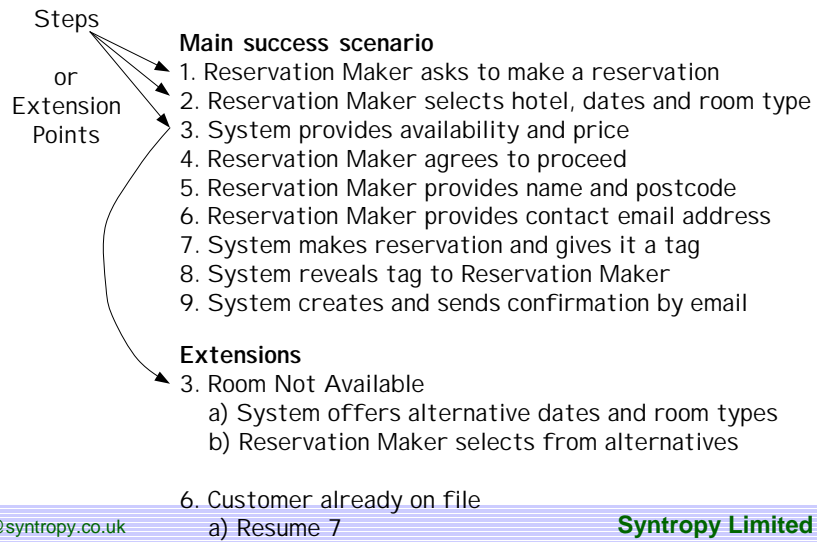 Steps
or
Extension
Points
Main success scenario
1. Reservation Maker asks to make a reservation
2. Reservation Maker selects hotel, dates and room type
3. System provides availability and price
4. Reservation Maker agrees to proceed
5. Reservation Maker provides name and postcode
6. Reservation Maker provides contact email address
7. System makes reservation and gives it a tag
8. System reveals tag to Reservation Maker
9. System creates and sends confirmation by email
Extensions
3. Room Not Available
a) System offers alternative dates and room types
b) Reservation Maker selects from alternatives
6. Customer already on file
a) Resume 7
@syntropy.co.uk
Syntropy Limited